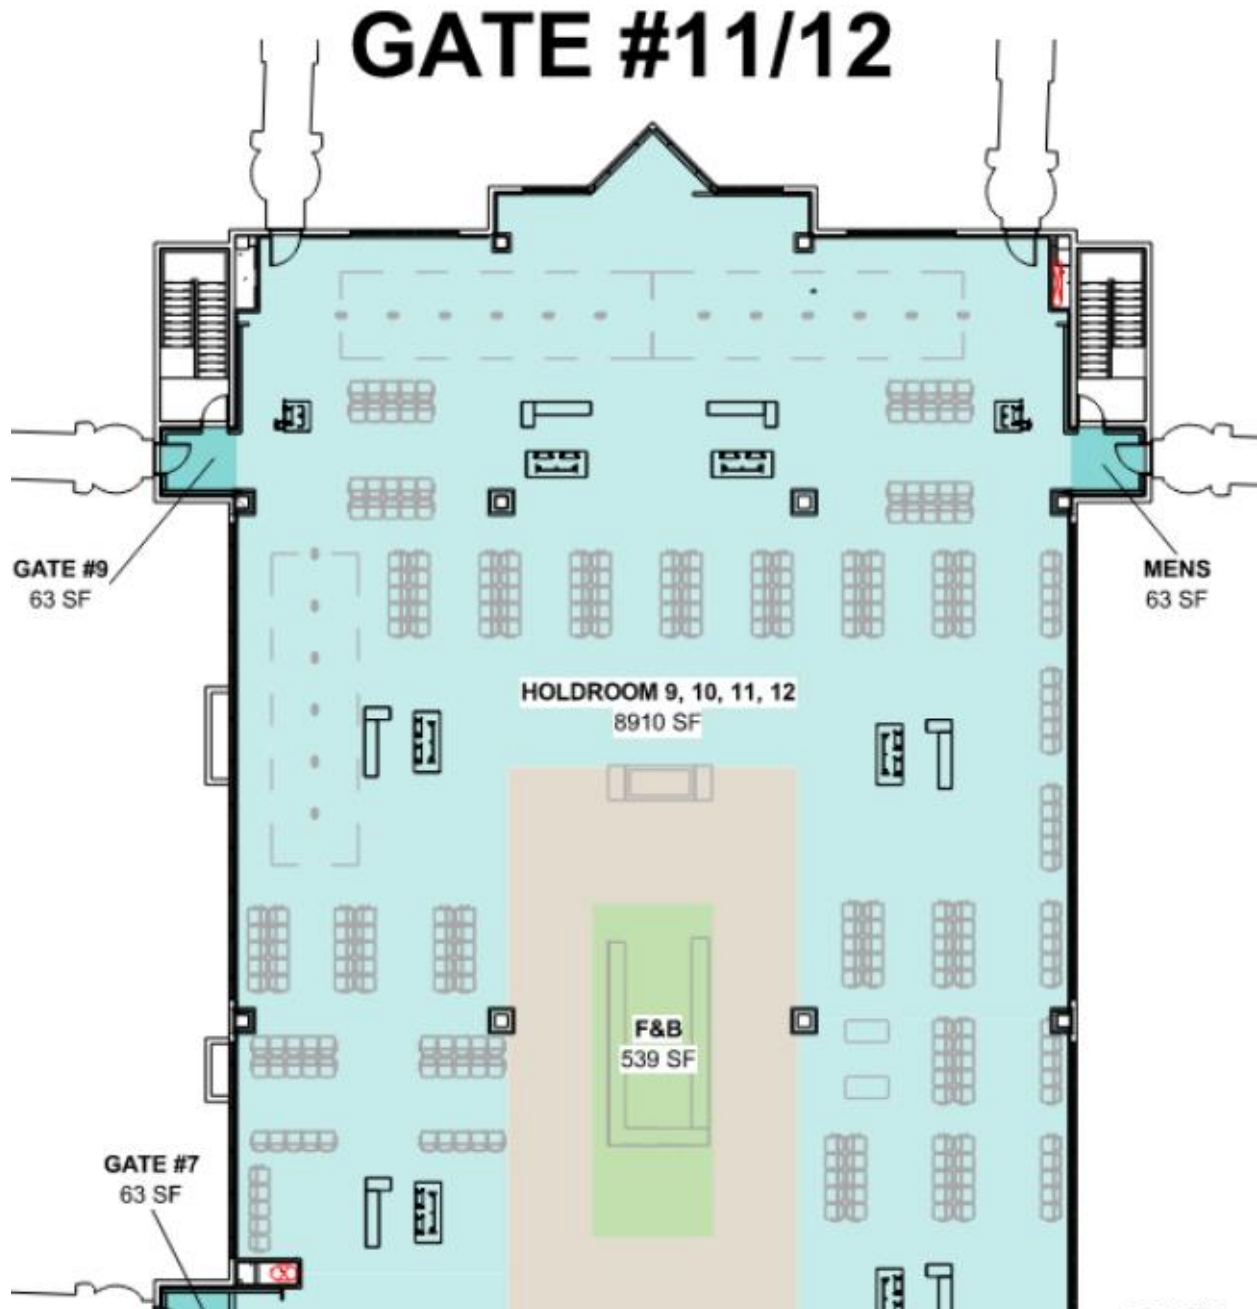 GATE #11/12
GATE #9
63 SF
MENS
63 SF
HOLDROOM 9, 10, 11, 12
8910 SF
F&B
539 SF
GATE #7
63 SF